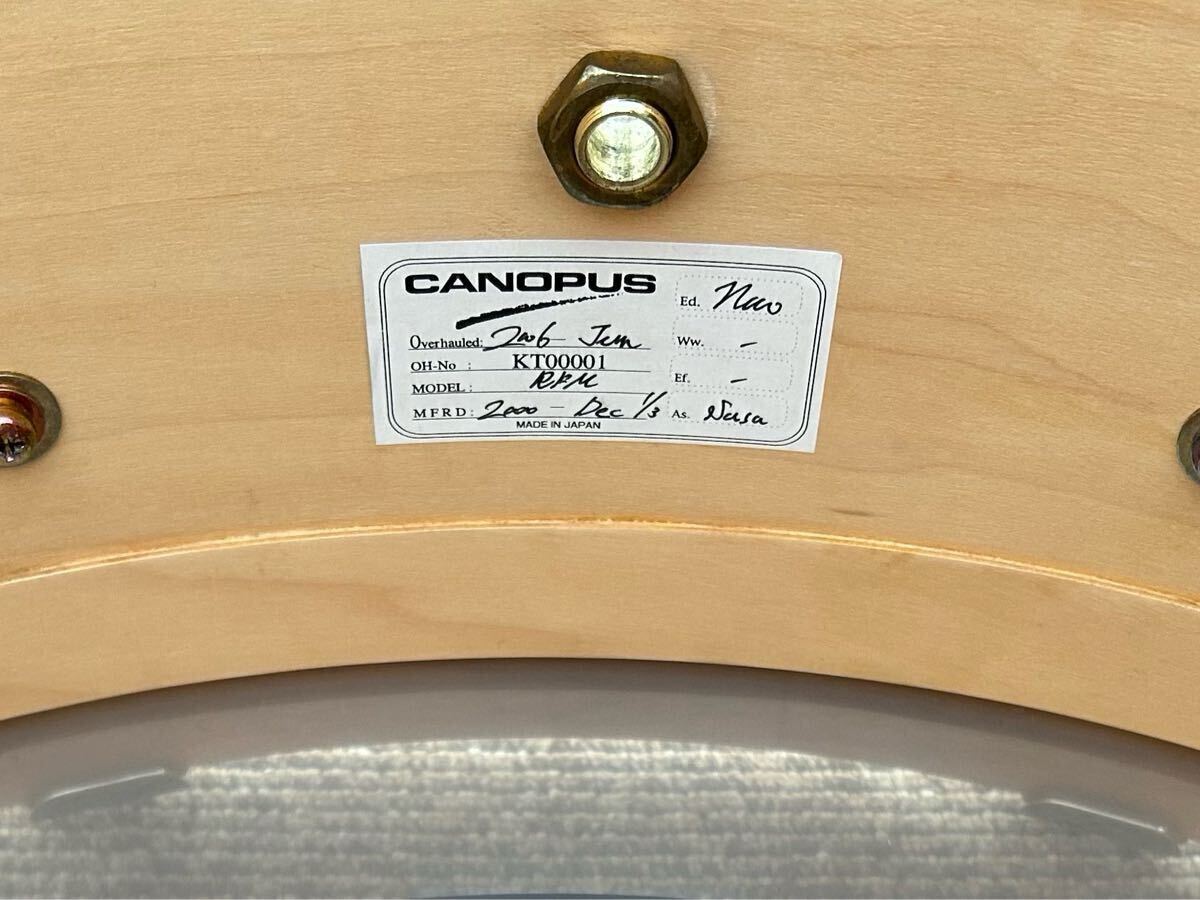 CANOPUS
Overhauled: 2006 - Jun
OH-No : KT00001
MODEL: RFM
MFRD: 2000 - Dec 1/3
MADE IN JAPAN
Ed. Nao
Ww. -
Ef. -
As. Nasa